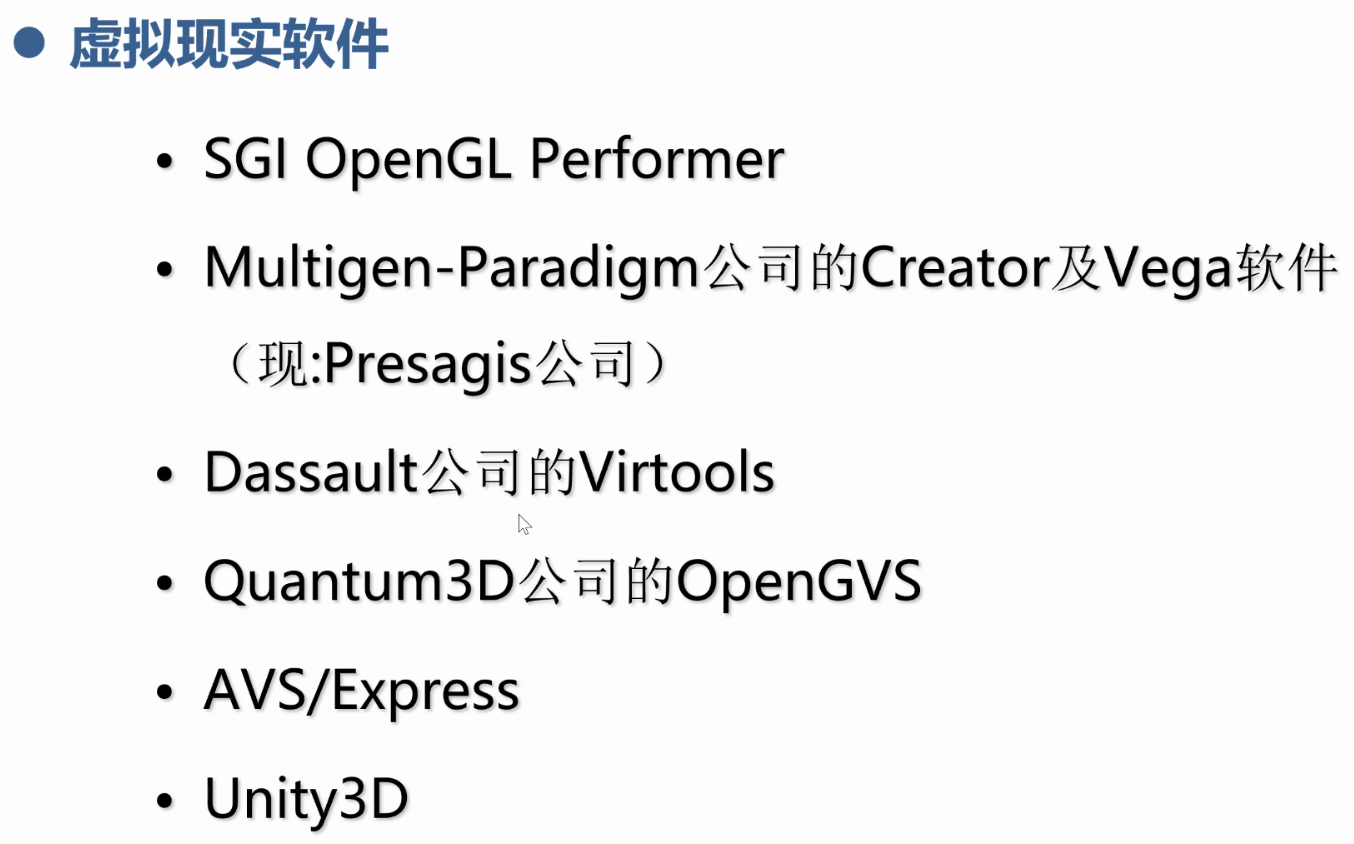 ● 虚拟现实软件
• SGI OpenGL Performer
• Multigen-Paradigm公司的Creator及Vega软件
（现:Presagis公司）
• Dassault公司的Virtools
• Quantum3D公司的OpenGVS
• AVS/Express
• Unity3D